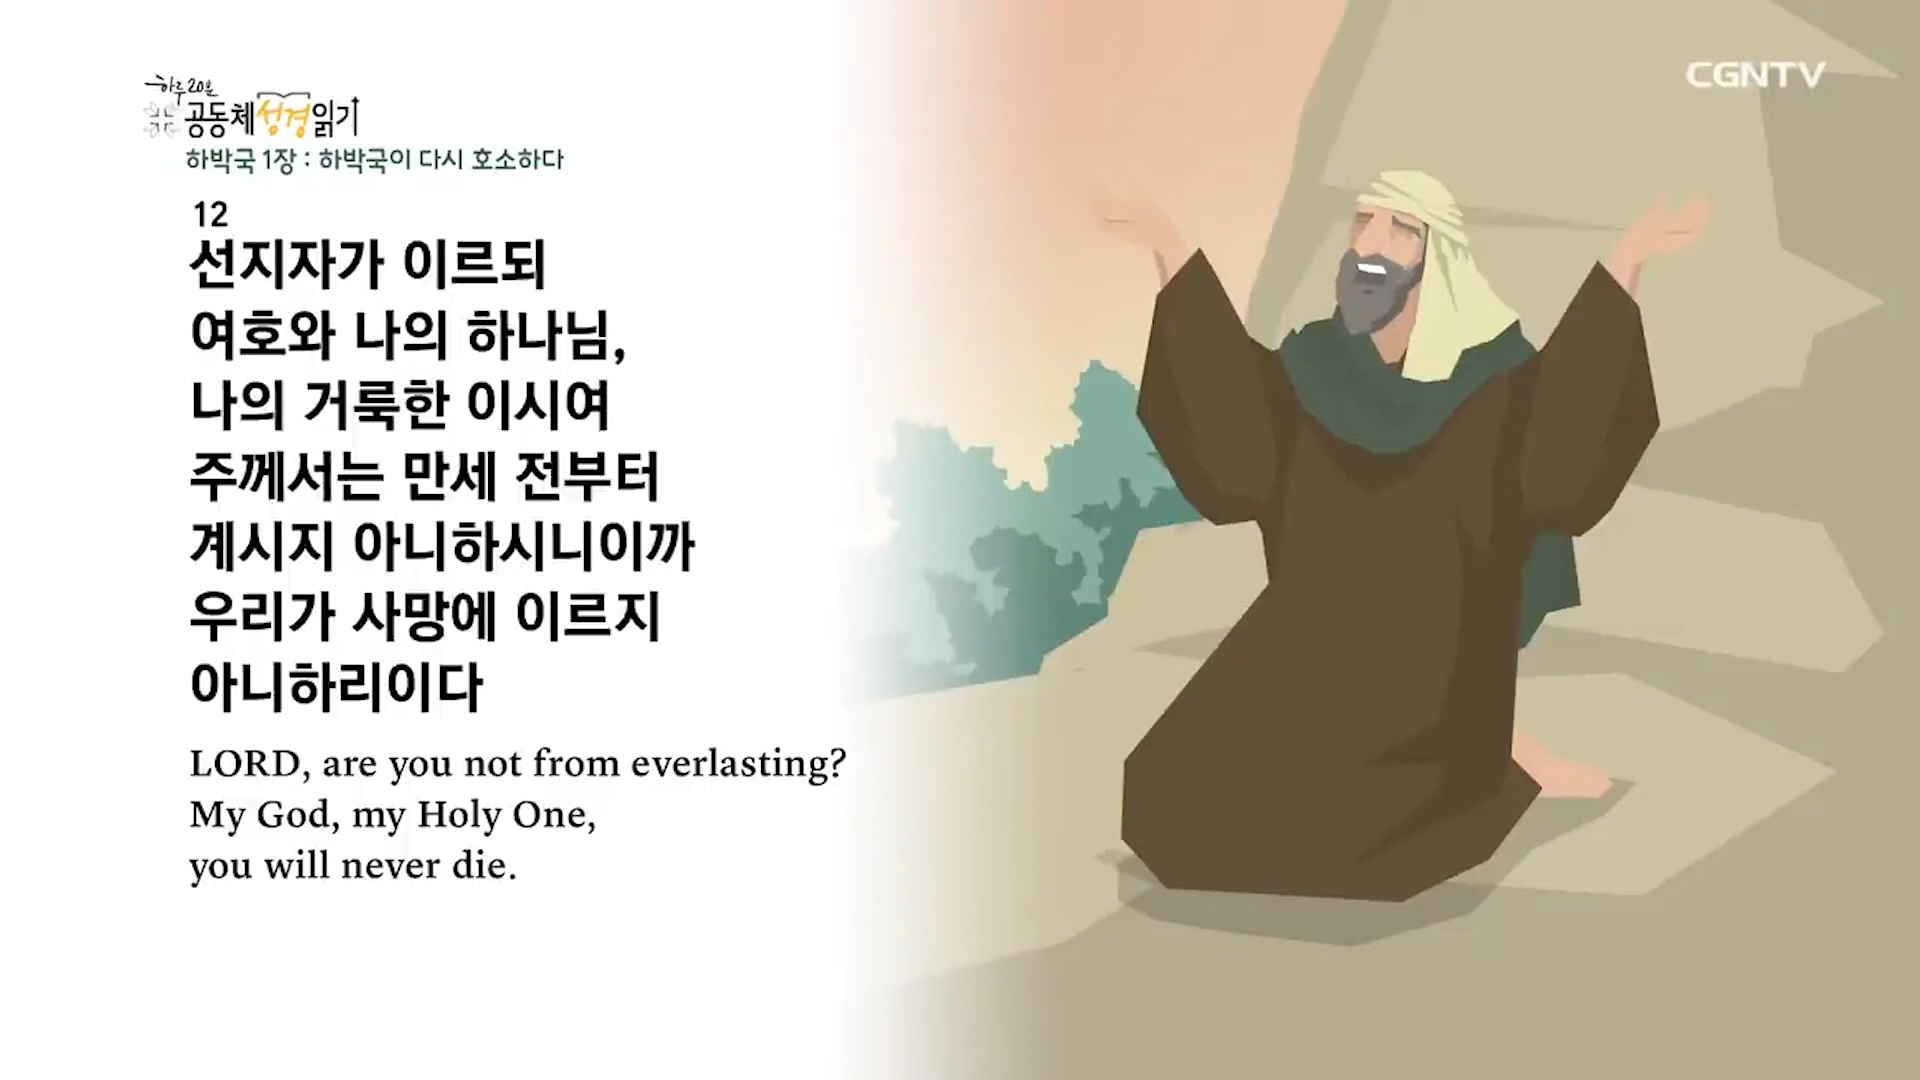 하루 20분
공동체성경읽기
CGNTV
하박국 1장 : 하박국이 다시 호소하다
12
선지자가 이르되
여호와 나의 하나님,
나의 거룩한 이시여
주께서는 만세 전부터
계시지 아니하시니이까
우리가 사망에 이르지
아니하리이다
LORD, are you not from everlasting?
My God, my Holy One,
you will never die.